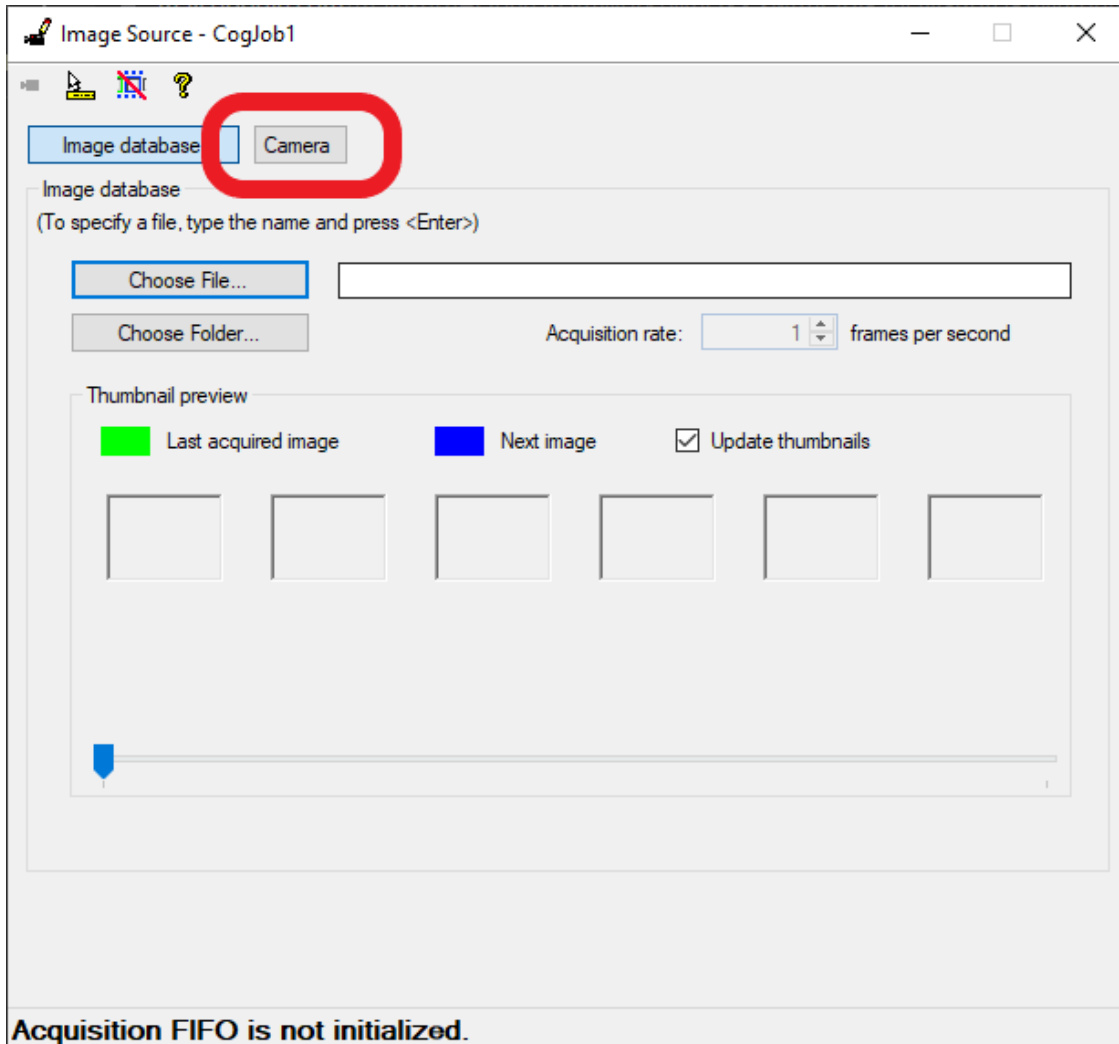 Image Source - CogJob1
Image database
Camera
Image database
(To specify a file, type the name and press <Enter>)
Choose File...
Choose Folder...
Acquisition rate:
1
frames per second
Thumbnail preview
Last acquired image
Next image
Update thumbnails
Acquisition FIFO is not initialized.